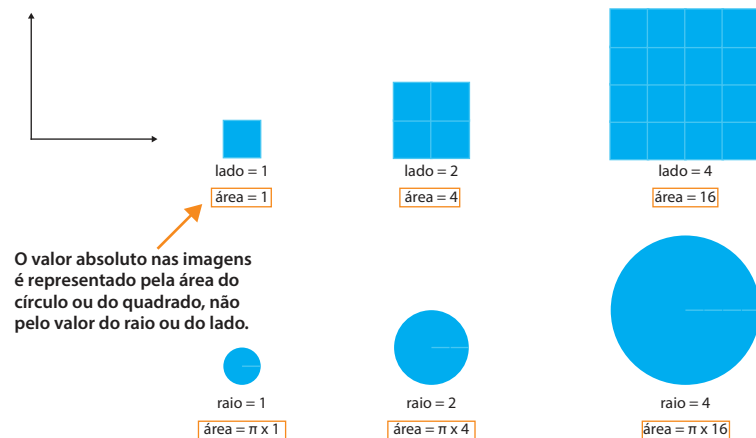 lado = 1
lado = 2
lado = 4
área = 1
área = 4
área = 16
O valor absoluto nas imagens
é representado pela área do
círculo ou do quadrado, não
pelo valor do raio ou do lado.
raio = 1
raio = 2
raio = 4
área = π x 1
área = π x 4
área = π x 16